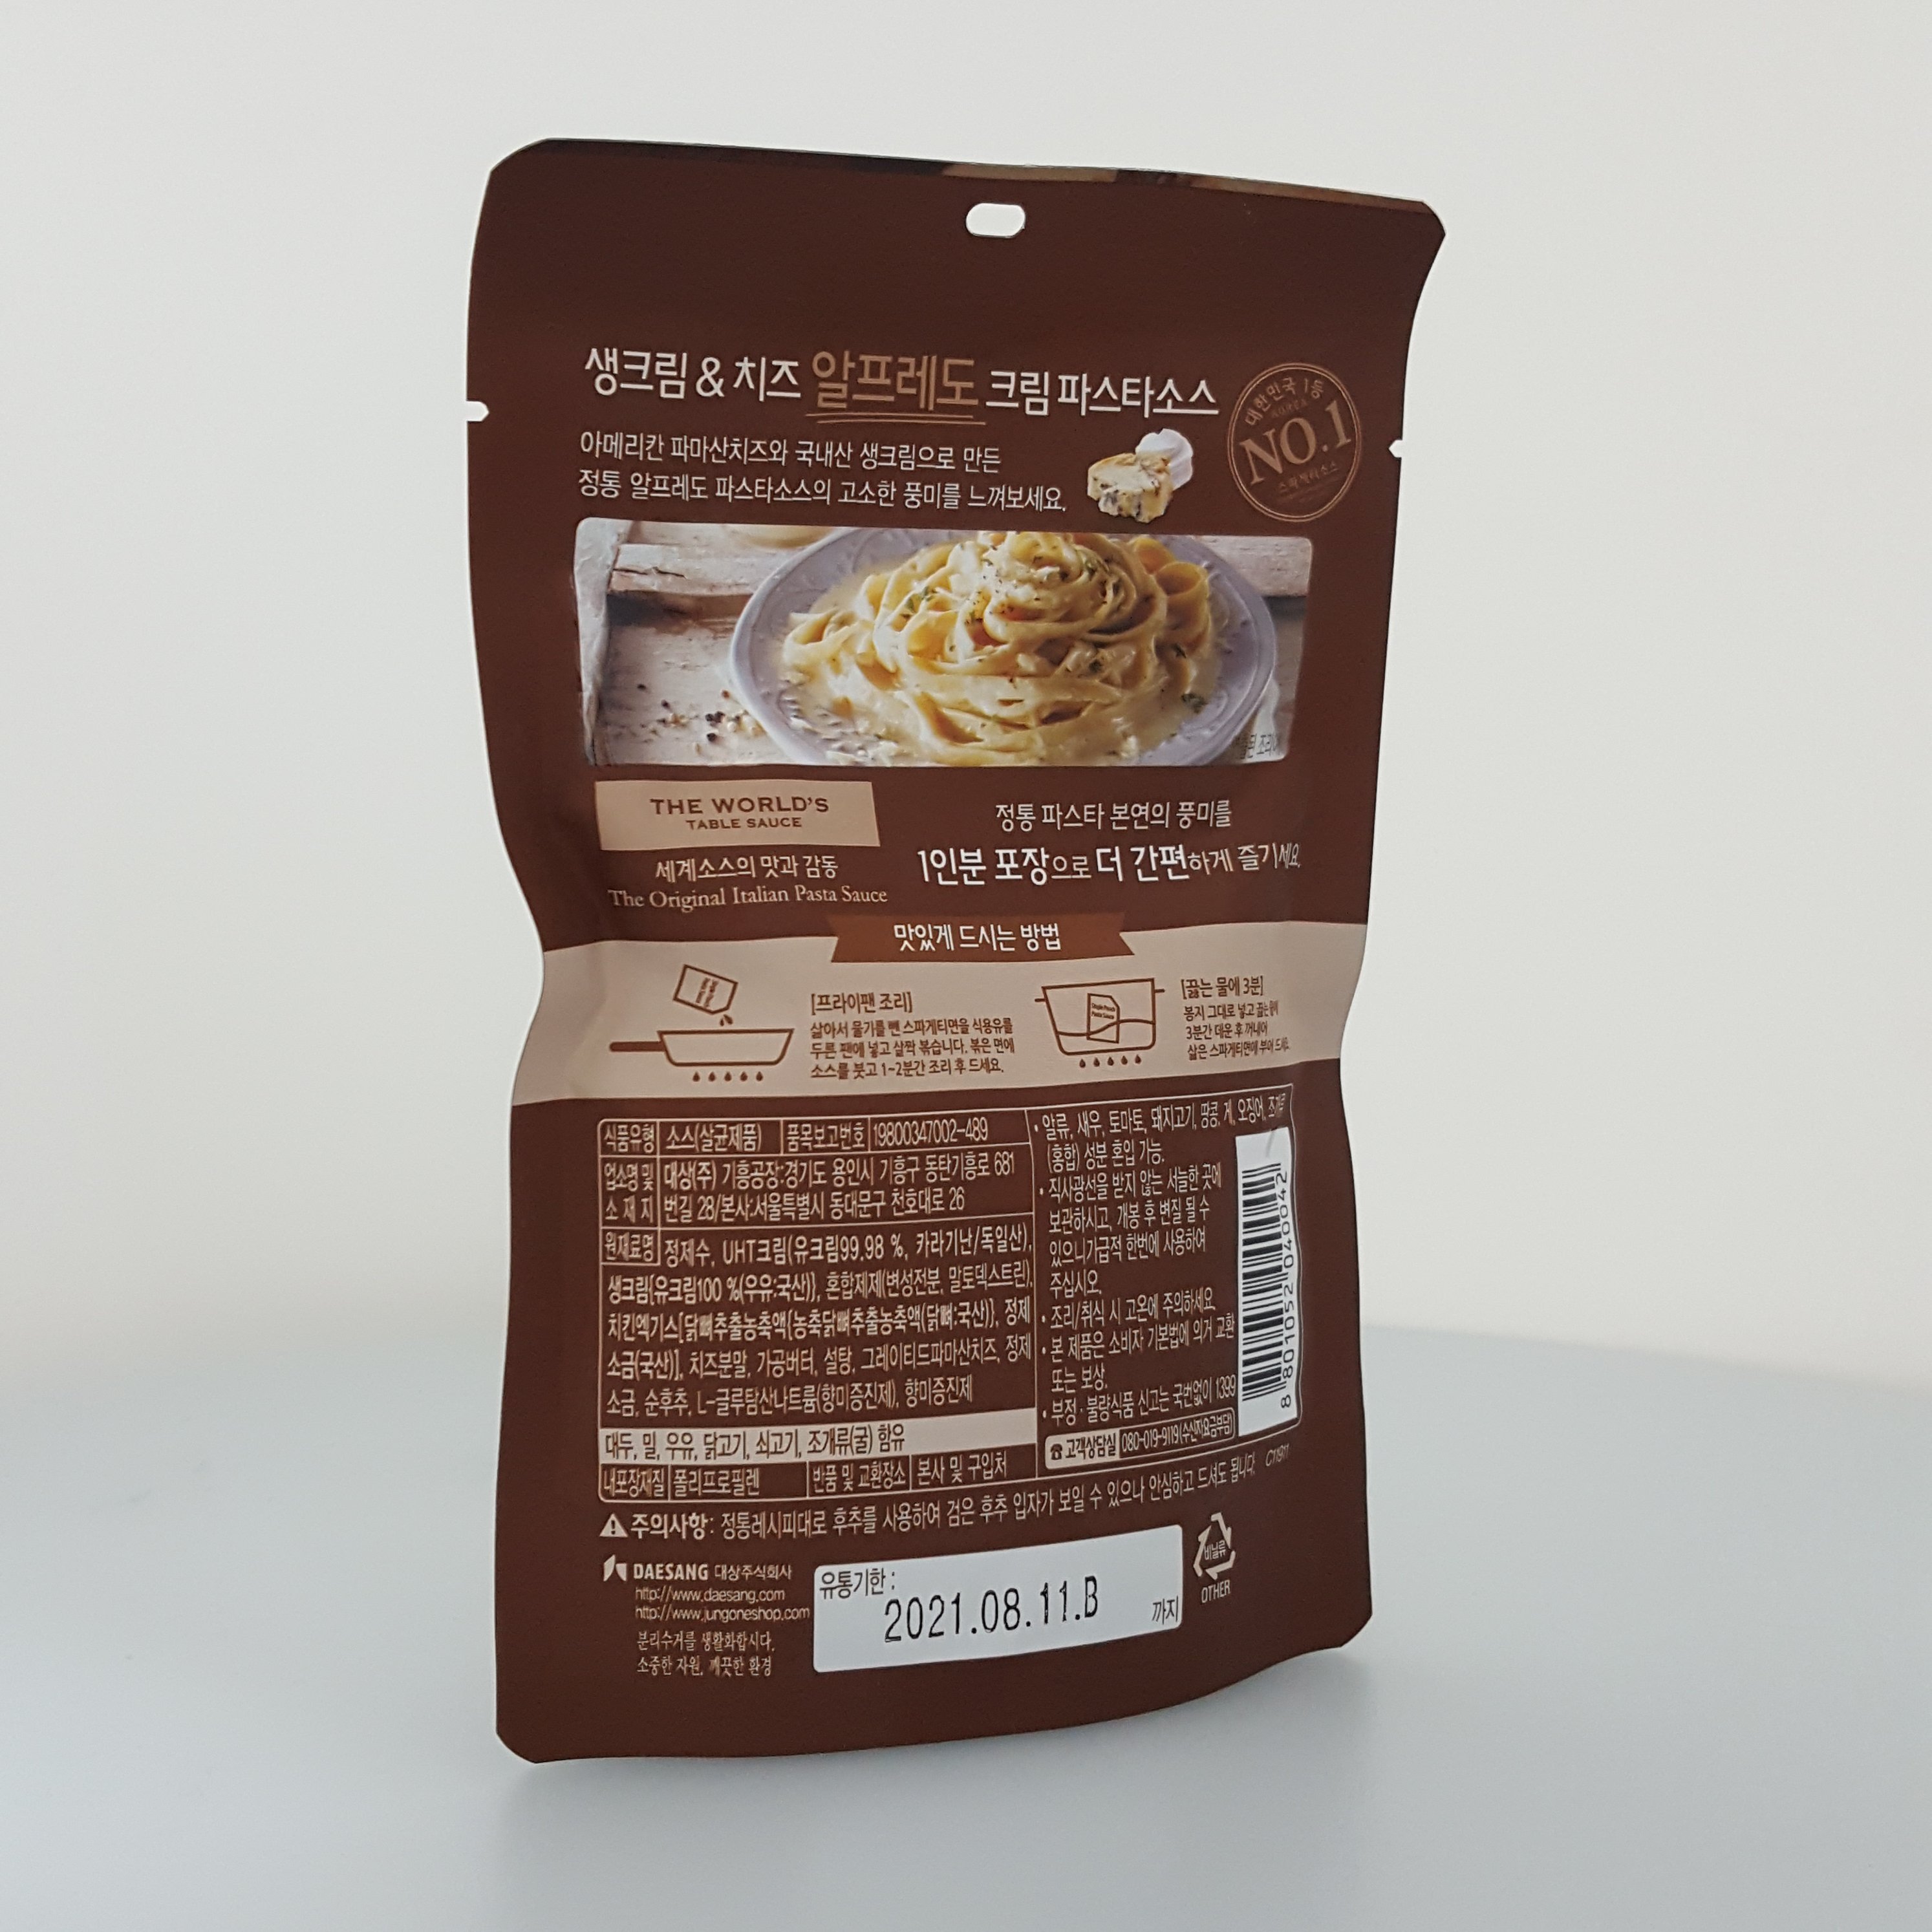 생크림 & 치즈 알프레도 크림 파스타소스
대한민국 1등
KOREA
NO.1
스파게티소스
아메리칸 파마산치즈와 국내산 생크림으로 만든
정통 알프레도 파스타소스의 고소한 풍미를 느껴보세요.
THE WORLD'S
TABLE SAUCE
세계소스의 맛과 감동
The Original Italian Pasta Sauce
정통 파스타 본연의 풍미를
1인분 포장으로 더 간편하게 즐기세요.
맛있게 드시는 방법
[프라이팬 조리]
삶아서 물기를 뺀 스파게티면을 식용유를
두른 팬에 넣고 살짝 볶습니다. 볶은 면에
소스를 붓고 1~2분간 조리 후 드세요.
[끓는 물에 3분]
봉지 그대로 넣고 끓는 물에
3분간 데운 후 꺼내어
삶은 스파게티면에 부어 드세요.
식품유형 소스(살균제품) 품목보고번호 19800347002-489
업소명 및 소재지 대상(주) 기흥공장:경기도 용인시 기흥구 동탄기흥로 681
번길 28/본사:서울특별시 동대문구 천호대로 26
원재료명 정제수, UHT크림(유크림99.98 %, 카라기난/독일산),
생크림{유크림100 %(우유:국산)}, 혼합제제(변성전분, 말토덱스트린),
치킨엑기스[닭뼈추출농축액{농축닭뼈추출농축액(닭뼈:국산)}, 정제
소금(국산)], 치즈분말, 가공버터, 설탕, 그레이티드파마산치즈, 정제
소금, 순후추, L-글루탐산나트륨(향미증진제), 향미증진제
대두, 밀, 우유, 닭고기, 쇠고기, 조개류(굴) 함유
내포장재질 폴리프로필렌 반품 및 교환장소 본사 및 구입처
• 알류, 새우, 토마토, 돼지고기, 땅콩, 게, 오징어, 조개류
(홍합) 성분 혼입 가능.
• 직사광선을 받지 않는 서늘한 곳에
보관하시고, 개봉 후 변질 될 수
있으니가급적 한번에 사용하여
주십시오.
• 조리/취식 시 고온에 주의하세요.
• 본 제품은 소비자 기본법에 의거 교환
또는 보상.
• 부정·불량식품 신고는 국번없이 1399
고객상담실 080-019-9119(수신자요금부담)
8 801052 040042
주의사항: 정통레시피대로 후추를 사용하여 검은 후추 입자가 보일 수 있으나 안심하고 드셔도 됩니다.
DAESANG 대상주식회사
http://www.daesang.com
http://www.jungoneshop.com
분리수거를 생활화합시다.
소중한 자원, 깨끗한 환경
유통기한 :
2021.08.11.B
까지
비닐류
OTHER